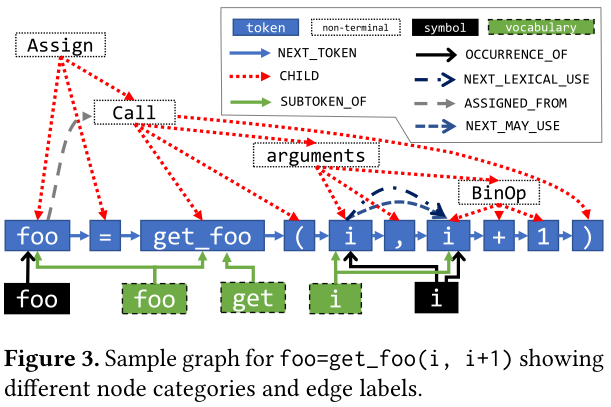 token non-terminal symbol vocabulary
NEXT_TOKEN OCCURRENCE_OF
CHILD NEXT_LEXICAL_USE
SUBTOKEN_OF ASSIGNED_FROM
NEXT_MAY_USE
Assign
Call
arguments
BinOp
foo = get_foo ( i , i + 1 )
foo foo get i i
Figure 3. Sample graph for foo=get_foo(i, i+1) showing
different node categories and edge labels.